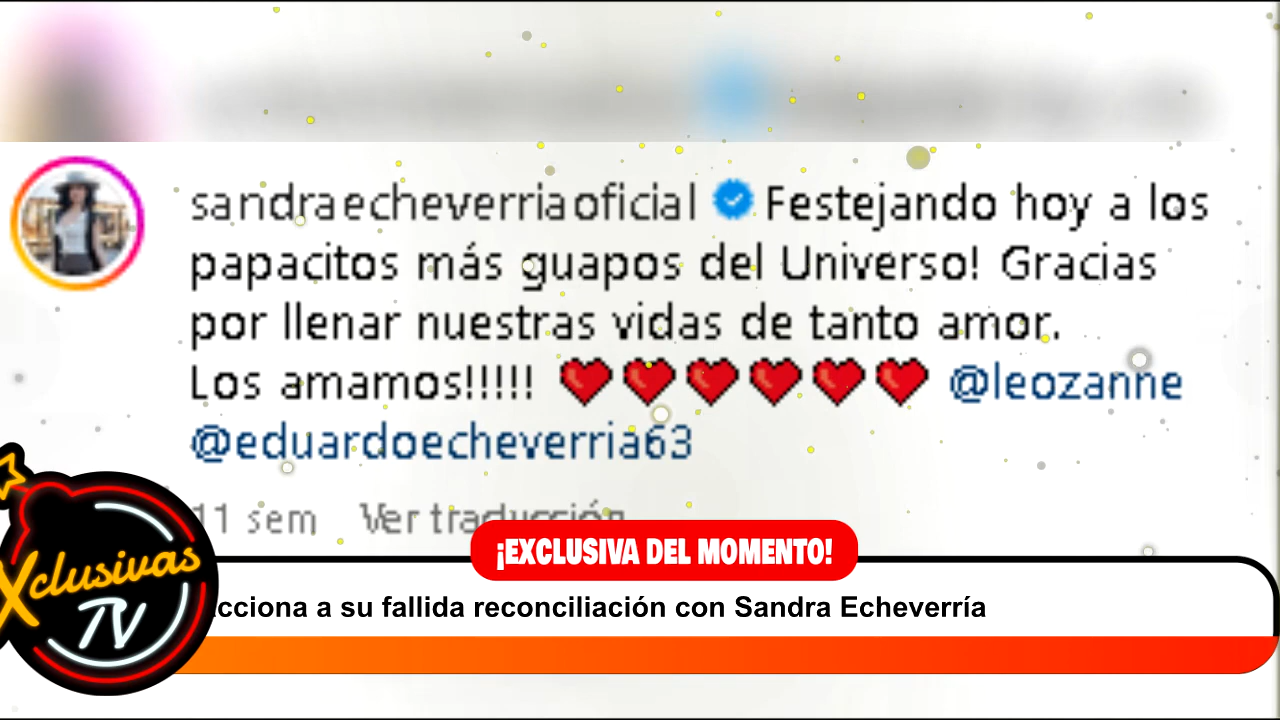 sandraecheverriaoficial Festejando hoy a los
papacitos más guapos del Universo! Gracias
por llenar nuestras vidas de tanto amor.
Los amamos!!!!! ❤️❤️❤️❤️❤️❤️ @leozanne
@eduardoecheverria63
11 sem Ver traducción
¡EXCLUSIVA DEL MOMENTO!
Xclusivas
TV
a su fallida reconciliación con Sandra Echeverría